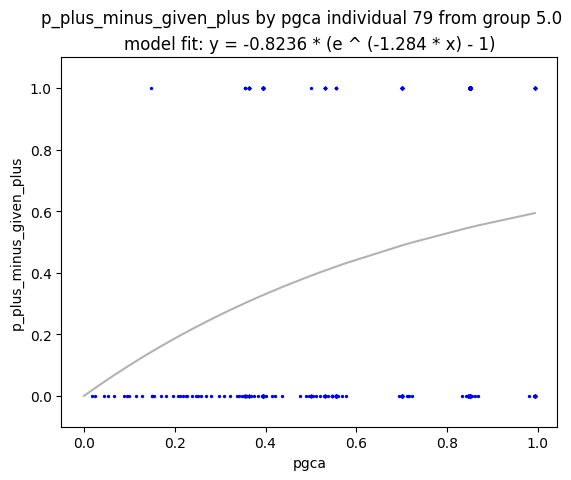 p_plus_minus_given_plus by pgca individual 79 from group 5.0
model fit: y = -0.8236 * (e ^ (-1.284 * x) - 1)
1.0
0.8
0.6
0.4
0.2
0.0
p_plus_minus_given_plus
0.0 0.2 0.4 0.6 0.8 1.0
pgca